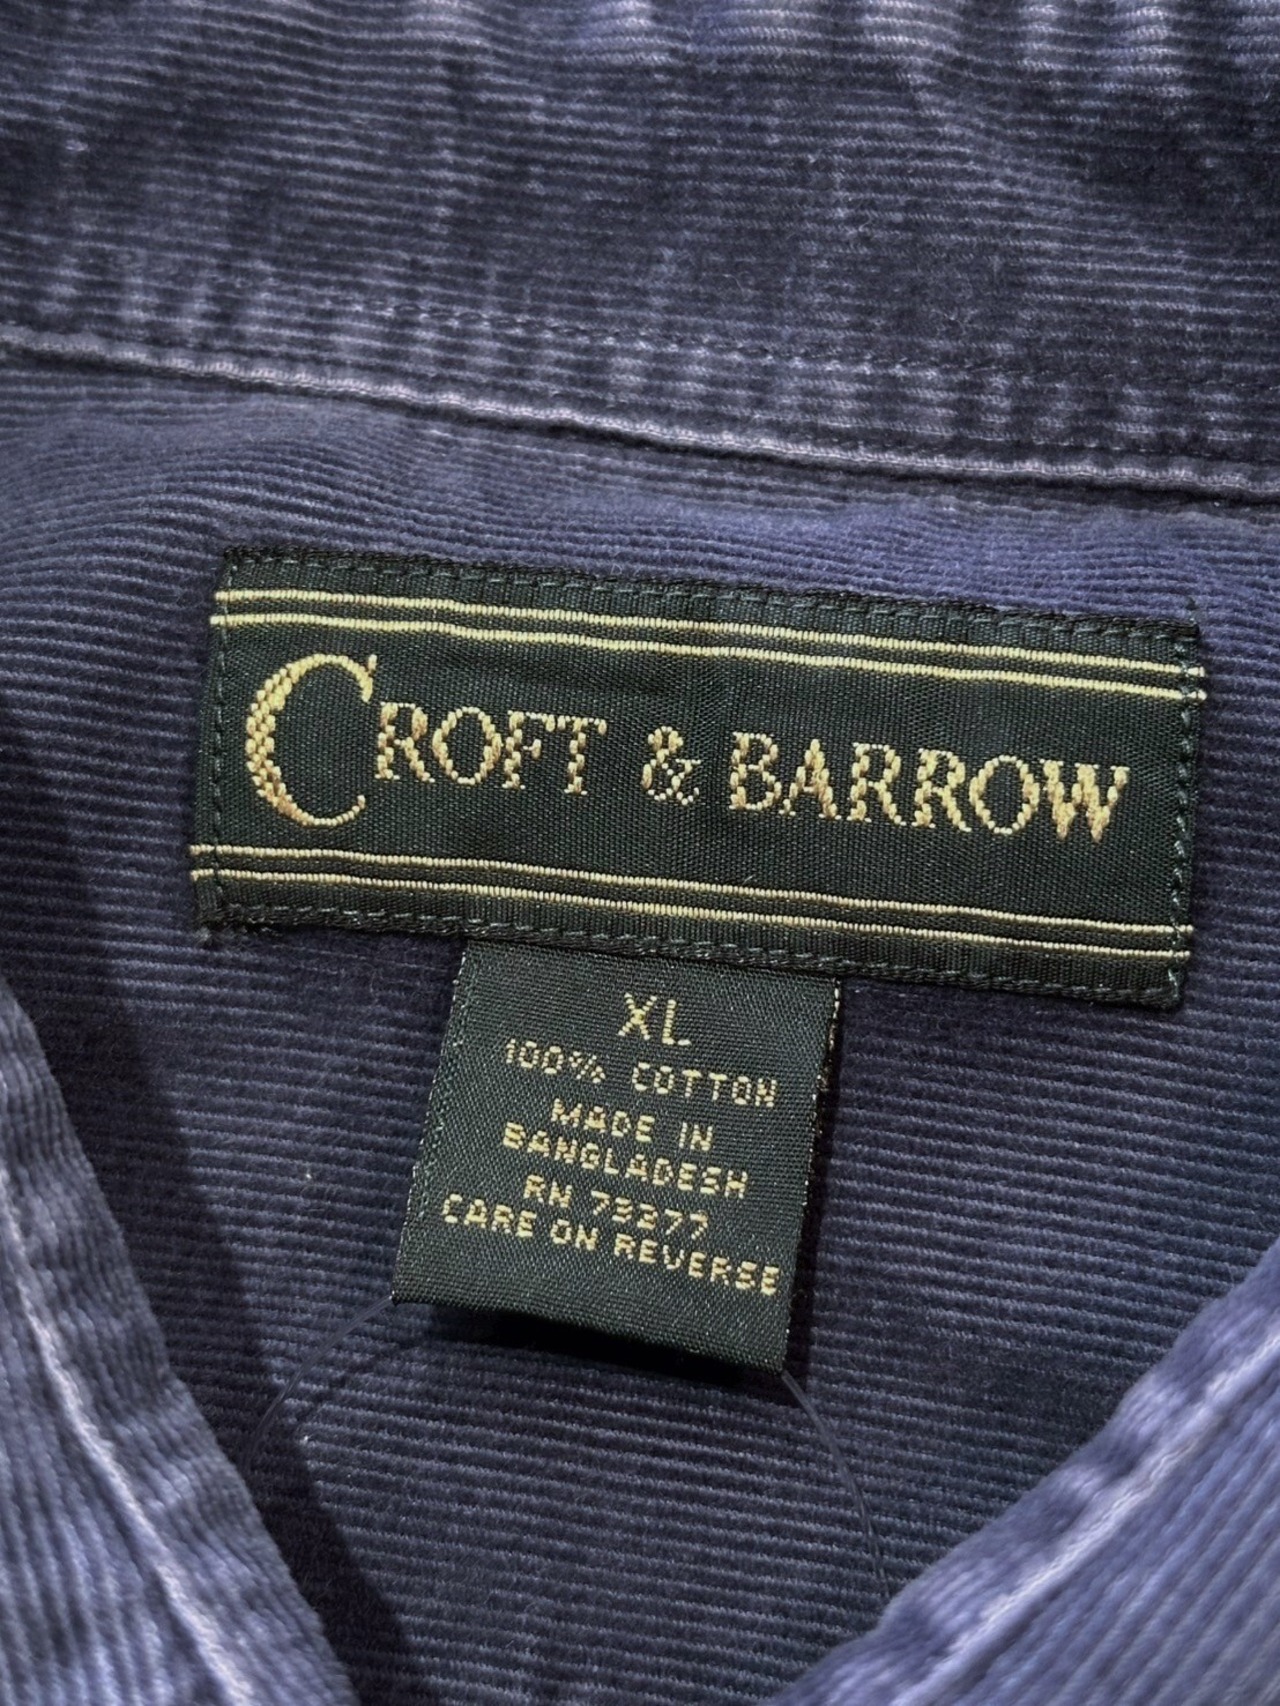 CROFT & BARROW
XL
100% COTTON
MADE IN
BANGLADESH
RN 73277
CARE ON REVERSE